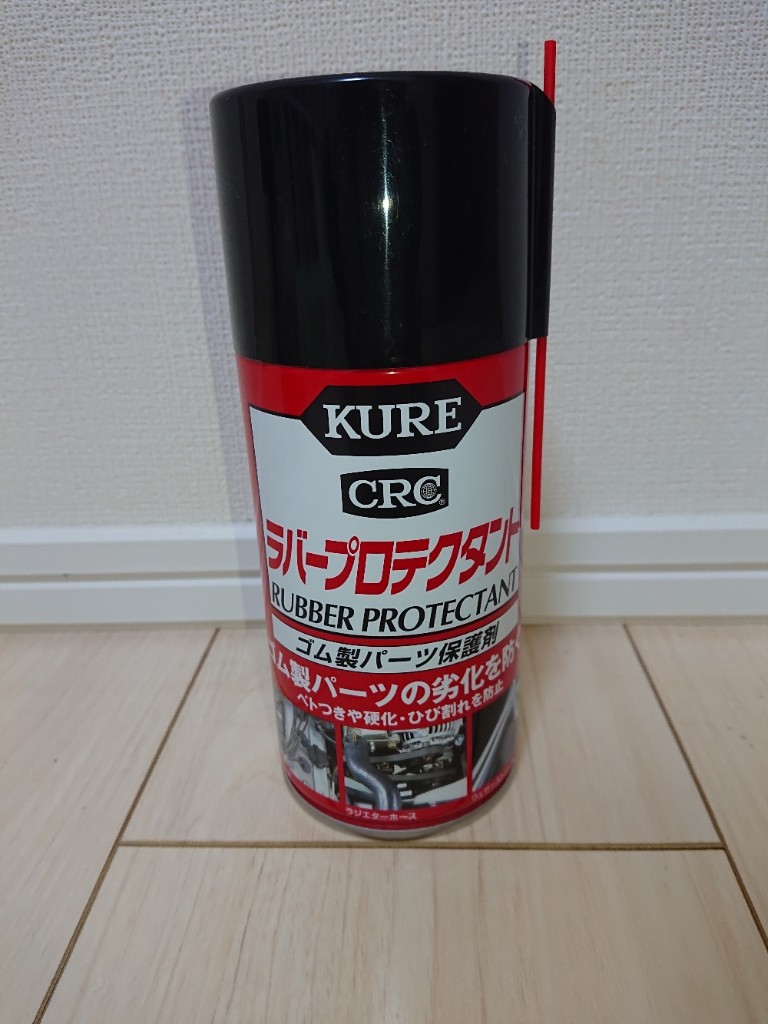 KURE
CRC
ラバープロテクタント
RUBBER PROTECTANT
ゴム製パーツ保護剤
ゴム製パーツの劣化を防ぐ
ベトつきや硬化・ひび割れを防止
ラジエターホース